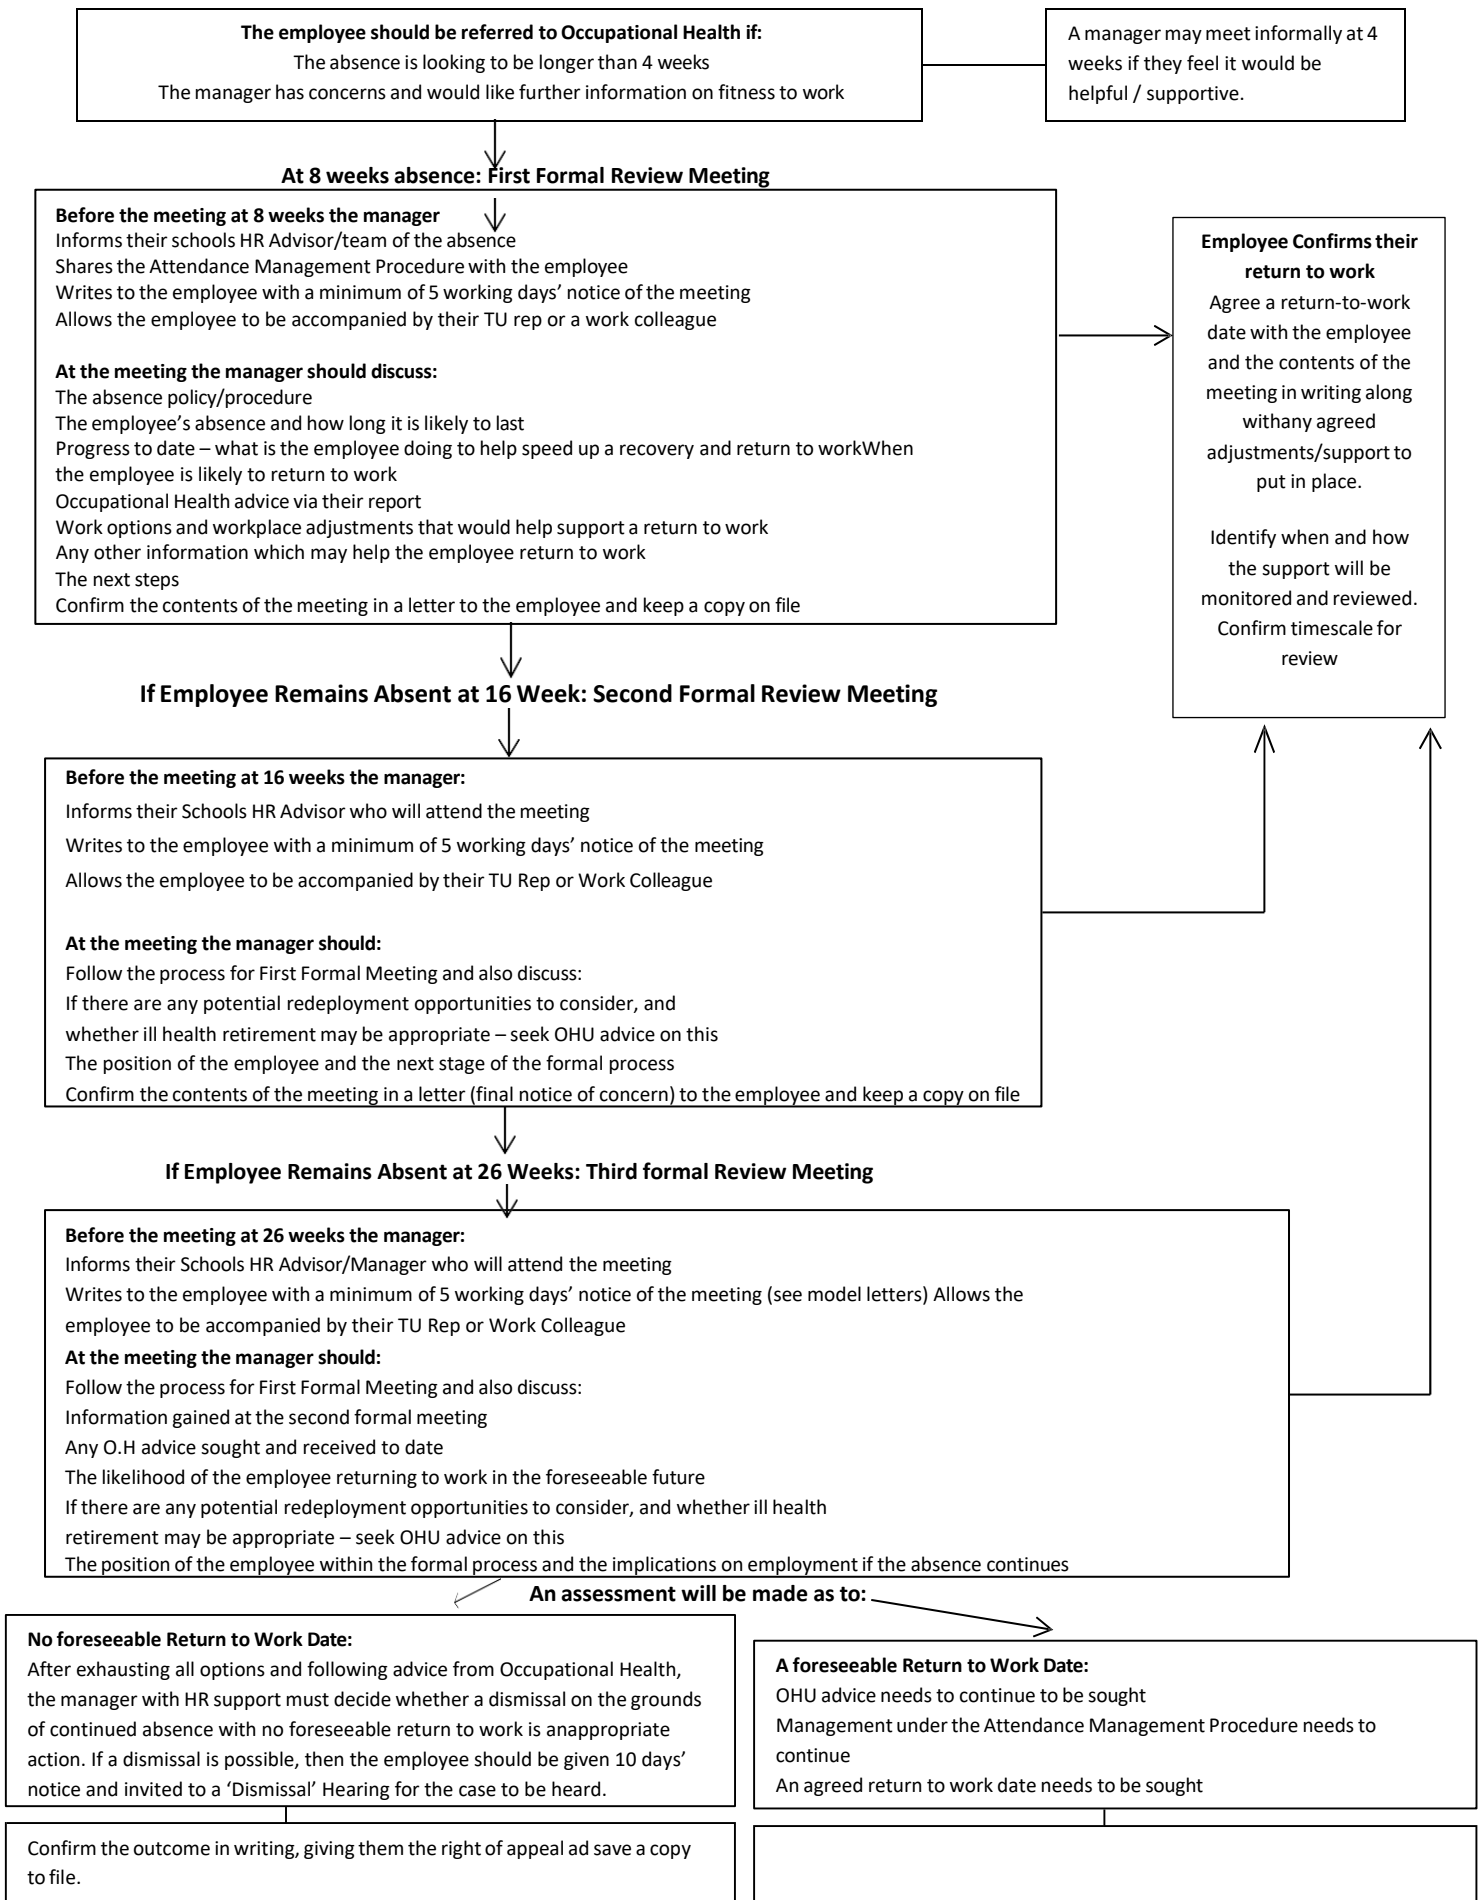 The employee should be referred to Occupational Health if:
The absence is looking to be longer than 4 weeks
The manager has concerns and would like further information on fitness to work
A manager may meet informally at 4
weeks if they feel it would be
helpful / supportive.
At 8 weeks absence: First Formal Review Meeting
Before the meeting at 8 weeks the manager
Informs their schools HR Advisor/team of the absence
Shares the Attendance Management Procedure with the employee
Writes to the employee with a minimum of 5 working days’ notice of the meeting
Allows the employee to be accompanied by their TU rep or a work colleague
At the meeting the manager should discuss:
The absence policy/procedure
The employee’s absence and how long it is likely to last
Progress to date – what is the employee doing to help speed up a recovery and return to workWhen
the employee is likely to return to work
Occupational Health advice via their report
Work options and workplace adjustments that would help support a return to work
Any other information which may help the employee return to work
The next steps
Confirm the contents of the meeting in a letter to the employee and keep a copy on file
Employee Confirms their
return to work
Agree a return-to-work
date with the employee
and the contents of the
meeting in writing along
withany agreed
adjustments/support to
put in place.
Identify when and how
the support will be
monitored and reviewed.
Confirm timescale for
review
If Employee Remains Absent at 16 Week: Second Formal Review Meeting
Before the meeting at 16 weeks the manager:
Informs their Schools HR Advisor who will attend the meeting
Writes to the employee with a minimum of 5 working days’ notice of the meeting
Allows the employee to be accompanied by their TU Rep or Work Colleague
At the meeting the manager should:
Follow the process for First Formal Meeting and also discuss:
If there are any potential redeployment opportunities to consider, and
whether ill health retirement may be appropriate – seek OHU advice on this
The position of the employee and the next stage of the formal process
Confirm the contents of the meeting in a letter (final notice of concern) to the employee and keep a copy on file
If Employee Remains Absent at 26 Weeks: Third formal Review Meeting
Before the meeting at 26 weeks the manager:
Informs their Schools HR Advisor/Manager who will attend the meeting
Writes to the employee with a minimum of 5 working days’ notice of the meeting (see model letters) Allows the
employee to be accompanied by their TU Rep or Work Colleague
At the meeting the manager should:
Follow the process for First Formal Meeting and also discuss:
Information gained at the second formal meeting
Any O.H advice sought and received to date
The likelihood of the employee returning to work in the foreseeable future
If there are any potential redeployment opportunities to consider, and whether ill health
retirement may be appropriate – seek OHU advice on this
The position of the employee within the formal process and the implications on employment if the absence continues
An assessment will be made as to:
No foreseeable Return to Work Date:
After exhausting all options and following advice from Occupational Health,
the manager with HR support must decide whether a dismissal on the grounds
of continued absence with no foreseeable return to work is anappropriate
action. If a dismissal is possible, then the employee should be given 10 days’
notice and invited to a ‘Dismissal’ Hearing for the case to be heard.
A foreseeable Return to Work Date:
OHU advice needs to continue to be sought
Management under the Attendance Management Procedure needs to
continue
An agreed return to work date needs to be sought
Confirm the outcome in writing, giving them the right of appeal ad save a copy
to file.